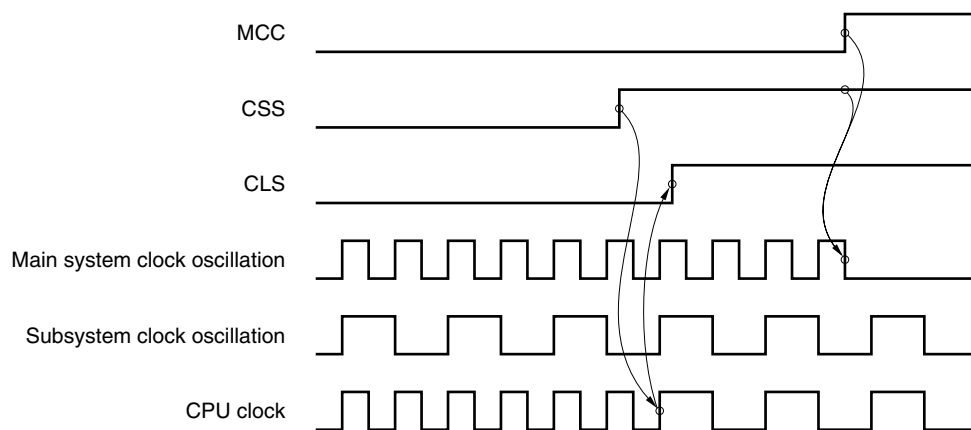 MCC
CSS
CLS
Main system clock oscillation
Subsystem clock oscillation
CPU clock